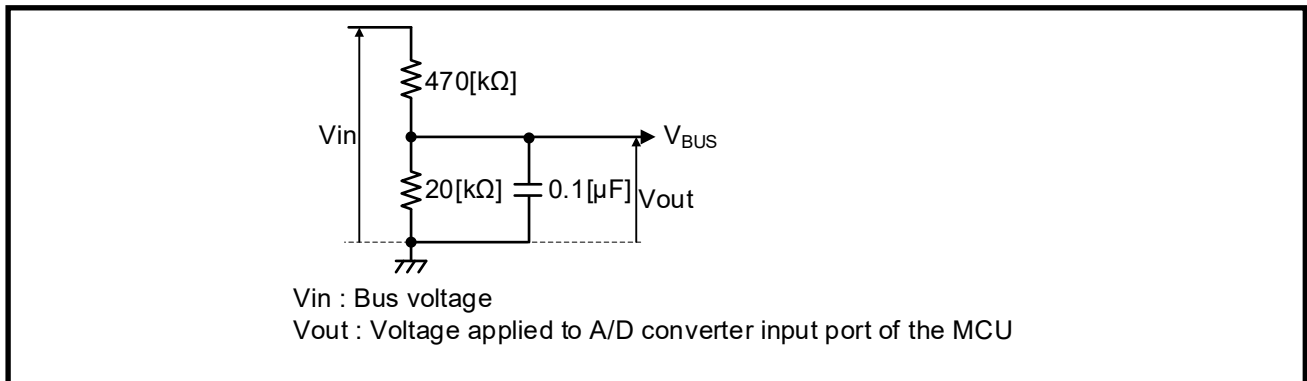 470[kΩ]
Vin
V_BUS
20[kΩ]
0.1[µF]
Vout
Vin : Bus voltage
Vout : Voltage applied to A/D converter input port of the MCU